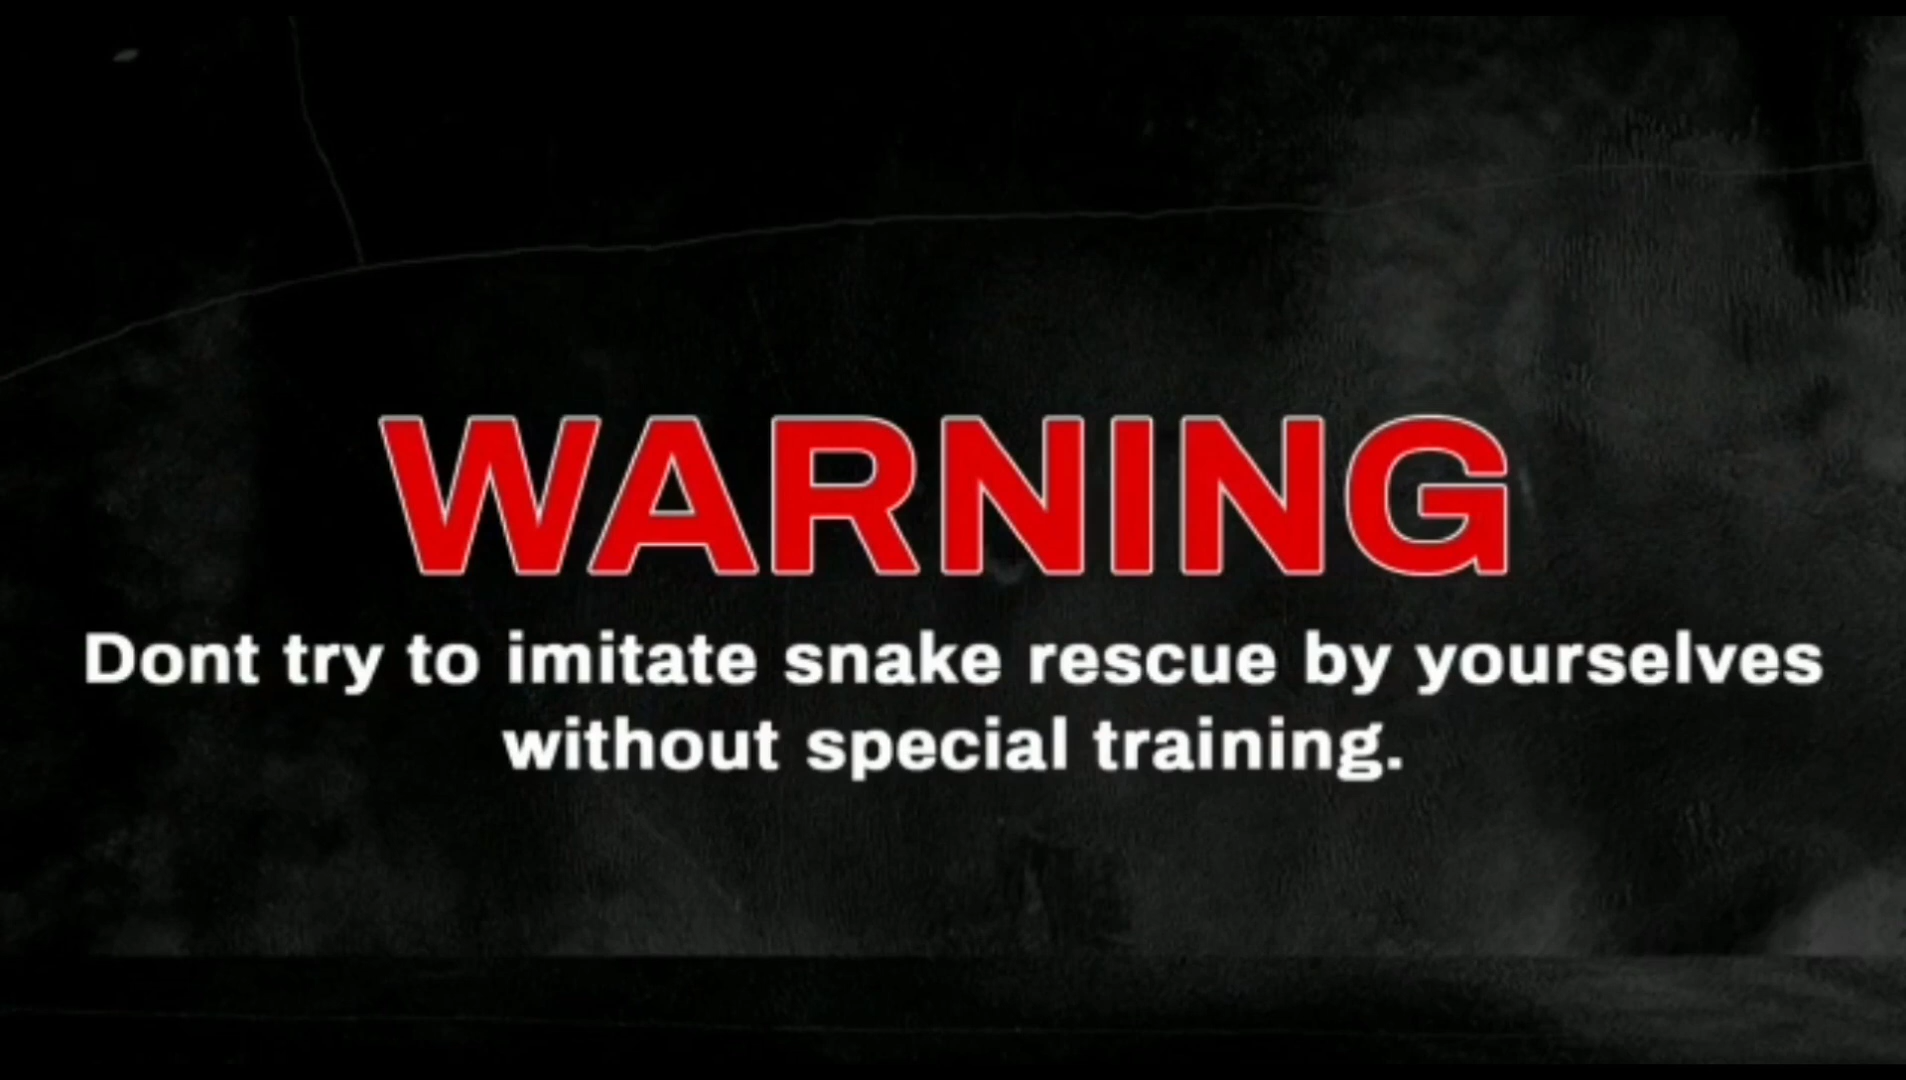 WARNING
Dont try to imitate snake rescue by yourselves
without special training.